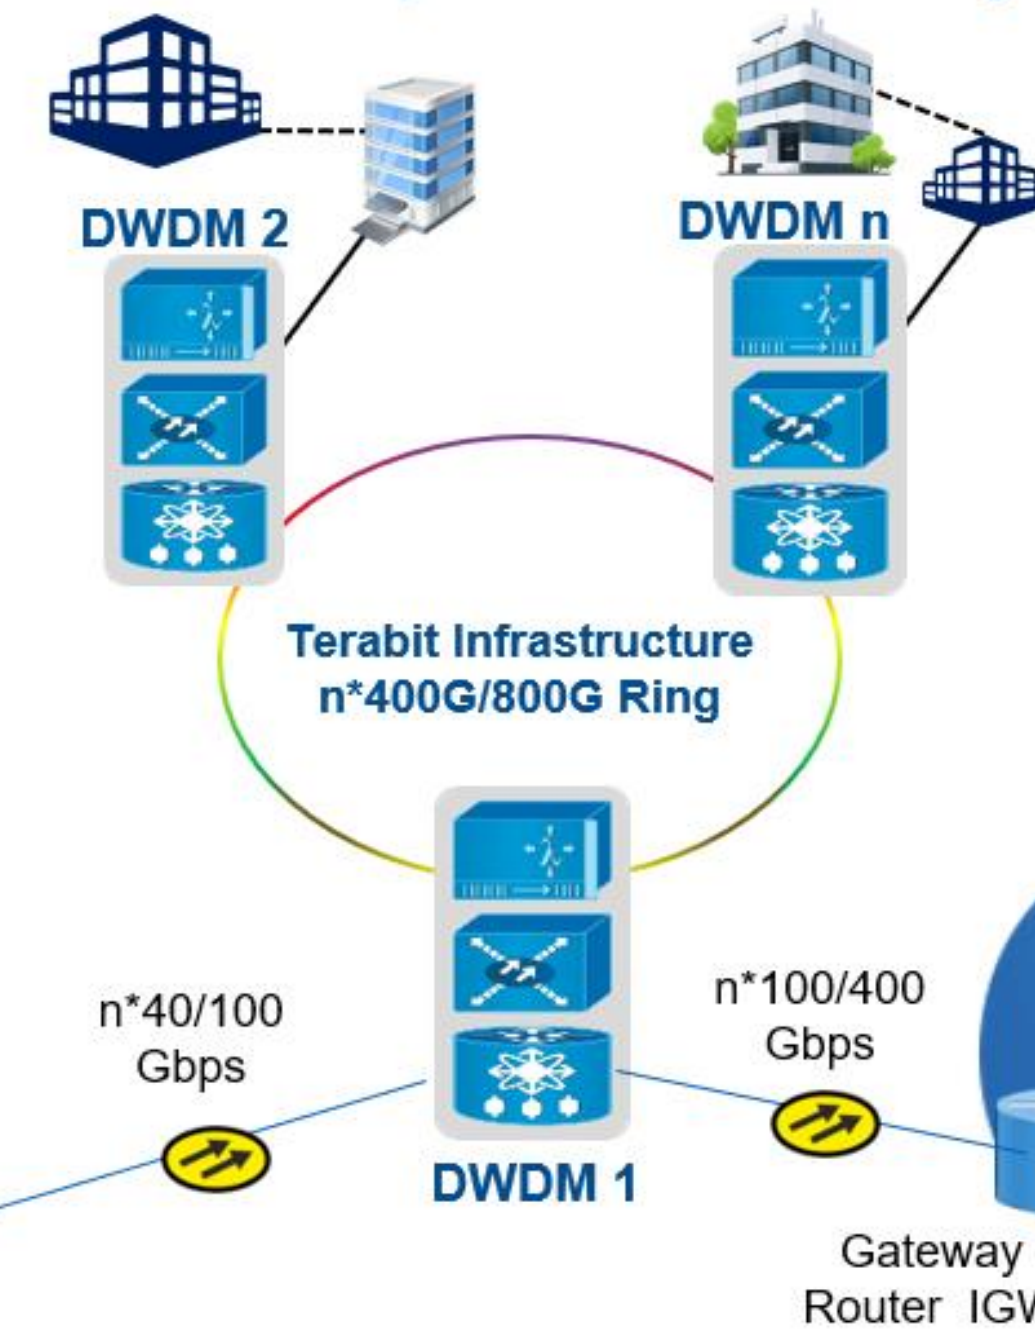 DWDM 2
DWDM n
Terabit Infrastructure
n*400G/800G Ring
n*40/100
Gbps
n*100/400
Gbps
DWDM 1
Gateway
Router